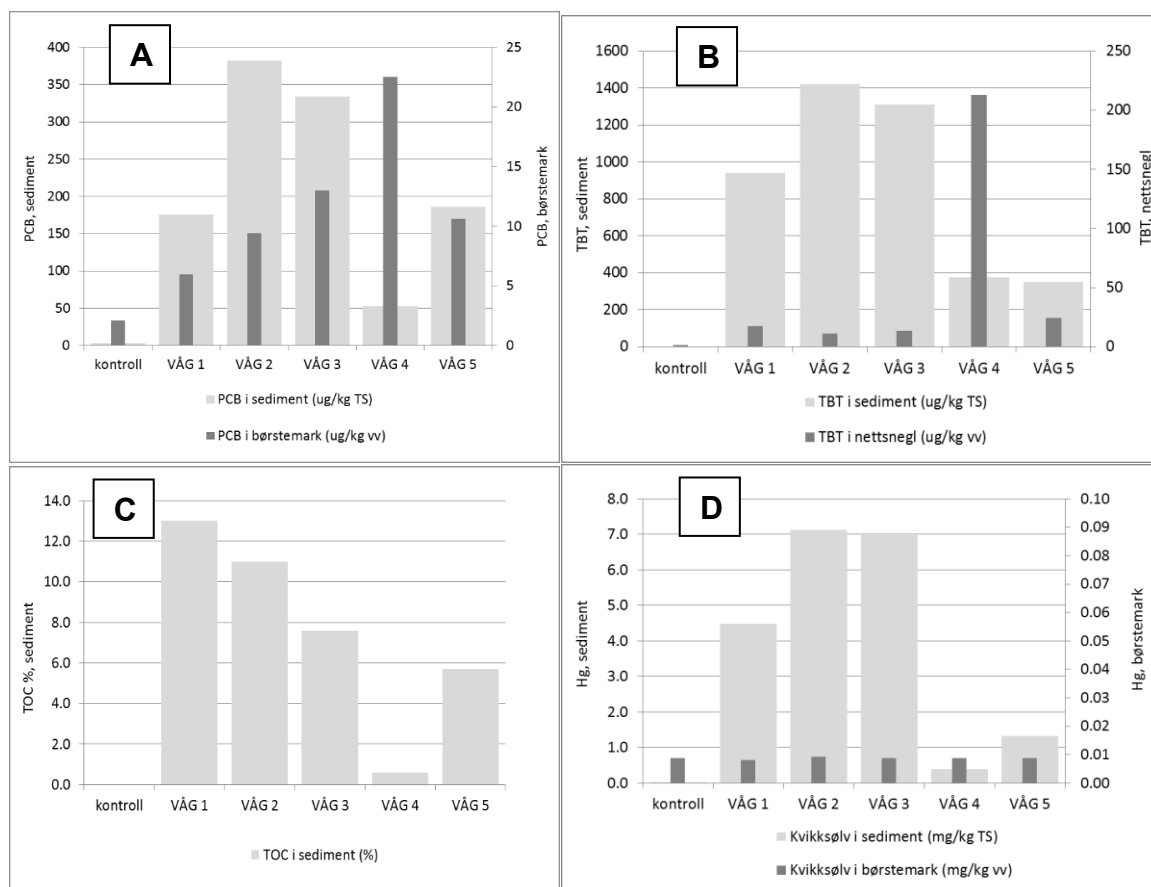 A
400
350
300
250
200
150
100
50
0
PCB, sediment
25
20
15
10
5
0
PCB, børstemark
kontroll VÅG 1 VÅG 2 VÅG 3 VÅG 4 VÅG 5
PCB i sediment (ug/kg TS)
PCB i børstemark (ug/kg vv)
B
1600
1400
1200
1000
800
600
400
200
0
TBT, sediment
250
200
150
100
50
0
TBT. nettsnegl
kontroll VÅG 1 VÅG 2 VÅG 3 VÅG 4 VÅG 5
TBT i sediment (ug/kg TS)
TBT i nettsnegl (ug/kg vv)
C
14.0
12.0
10.0
8.0
6.0
4.0
2.0
0.0
TOC %, sediment
kontroll VÅG 1 VÅG 2 VÅG 3 VÅG 4 VÅG 5
TOC i sediment (%)
D
8.0
7.0
6.0
5.0
4.0
3.0
2.0
1.0
0.0
Hg, sediment
0.10
0.09
0.08
0.07
0.06
0.05
0.04
0.03
0.02
0.01
0.00
Hg, børstemark
kontroll VÅG 1 VÅG 2 VÅG 3 VÅG 4 VÅG 5
Kvikksølv i sediment (mg/kg TS)
Kvikksølv i børstemark (mg/kg vv)